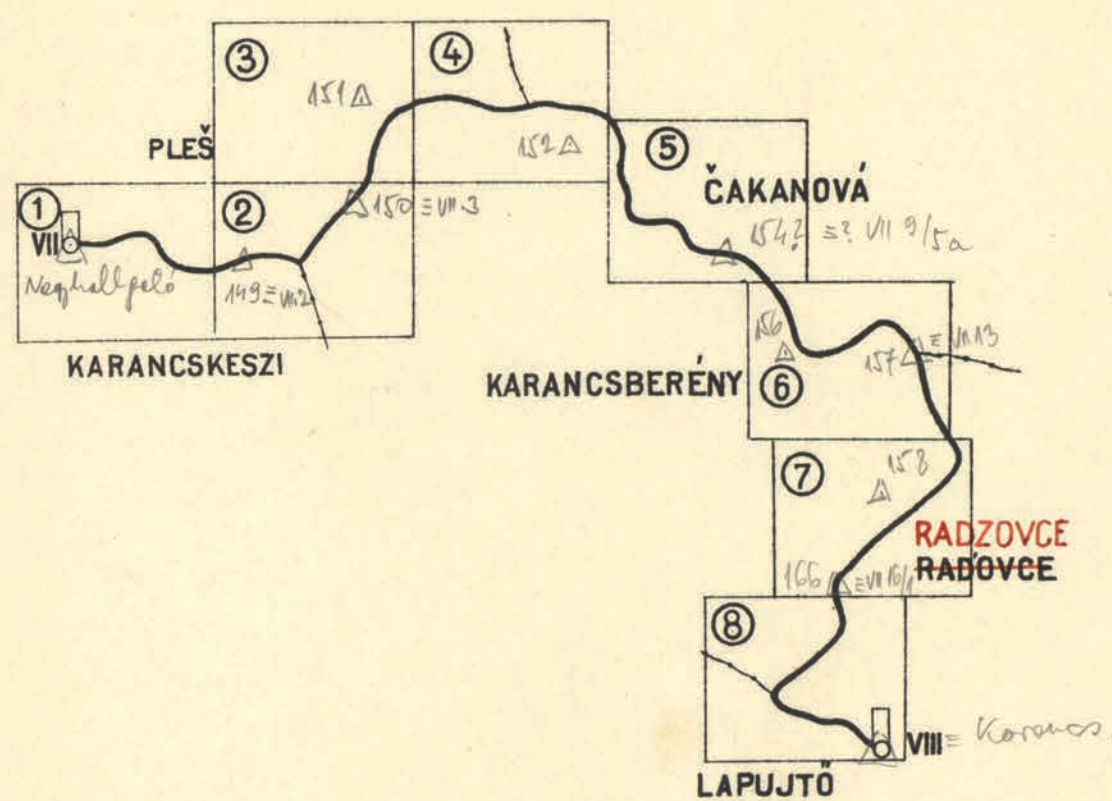 3
4
151
PLEŠ
152
5
ČAKANOVÁ
1
VII
2
150 ≡ VII.3
154? ≡? VII 9/5a
149 ≡ VII.2
KARANCSKESZI
156
157 ≡ VII 13
KARANCSBERÉNY
6
7
158
RADZOVCE
RAĎOVCE
166 ≡ VII 16/1
8
VIII ≡ Karancs
LAPUJTŐ